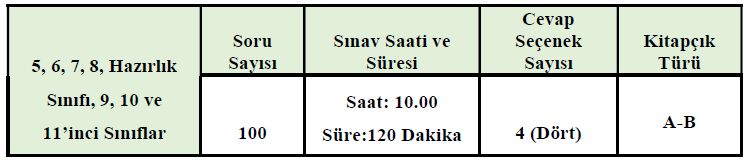 5, 6, 7, 8, Hazırlık
Sınıfı, 9, 10 ve
11’inci Sınıflar
Soru
Sayısı
Sınav Saati ve
Süresi
Cevap
Seçenek
Sayısı
Kitapçık
Türü
100
Saat: 10.00
Süre:120 Dakika
4 (Dört)
A-B